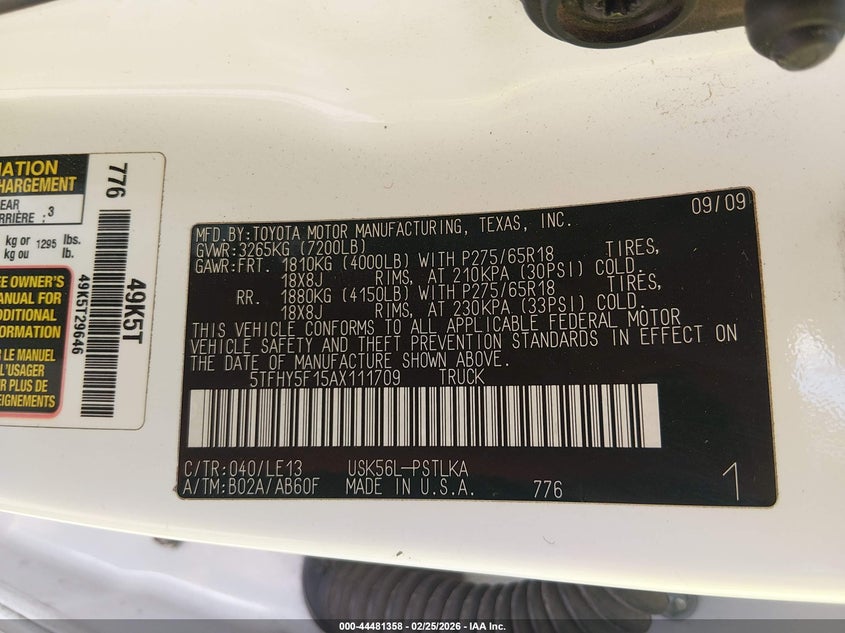 MATION
CHARGEMENT
EAR
RRIÈRE : 3
kg or 1295 lbs.
kg ou lb.
EE OWNER'S
MANUAL FOR
DDITIONAL
FORMATION
LE MANUEL
L'USAGER
PLUS DE
EIGNEMENTS
776
49K5T
49K5T29646
09/09
MFD.BY:TOYOTA MOTOR MANUFACTURING, TEXAS, INC.
GVWR:3265KG (7200LB)
GAWR:FRT. 1810KG (4000LB) WITH P275/65R18 TIRES,
18X8J RIMS, AT 210KPA (30PSI) COLD.
RR. 1880KG (4150LB) WITH P275/65R18 TIRES,
18X8J RIMS, AT 230KPA (33PSI) COLD.
THIS VEHICLE CONFORMS TO ALL APPLICABLE FEDERAL MOTOR
VEHICLE SAFETY AND THEFT PREVENTION STANDARDS IN EFFECT ON
THE DATE OF MANUFACTURE SHOWN ABOVE.
5TFHY5F15AX111709 TRUCK
C/TR:040/LE13 USK56L-PSTLKA
A/TM:B02A/AB60F MADE IN U.S.A. 776
1
000-44481358 - 02/25/2026 - IAA Inc.